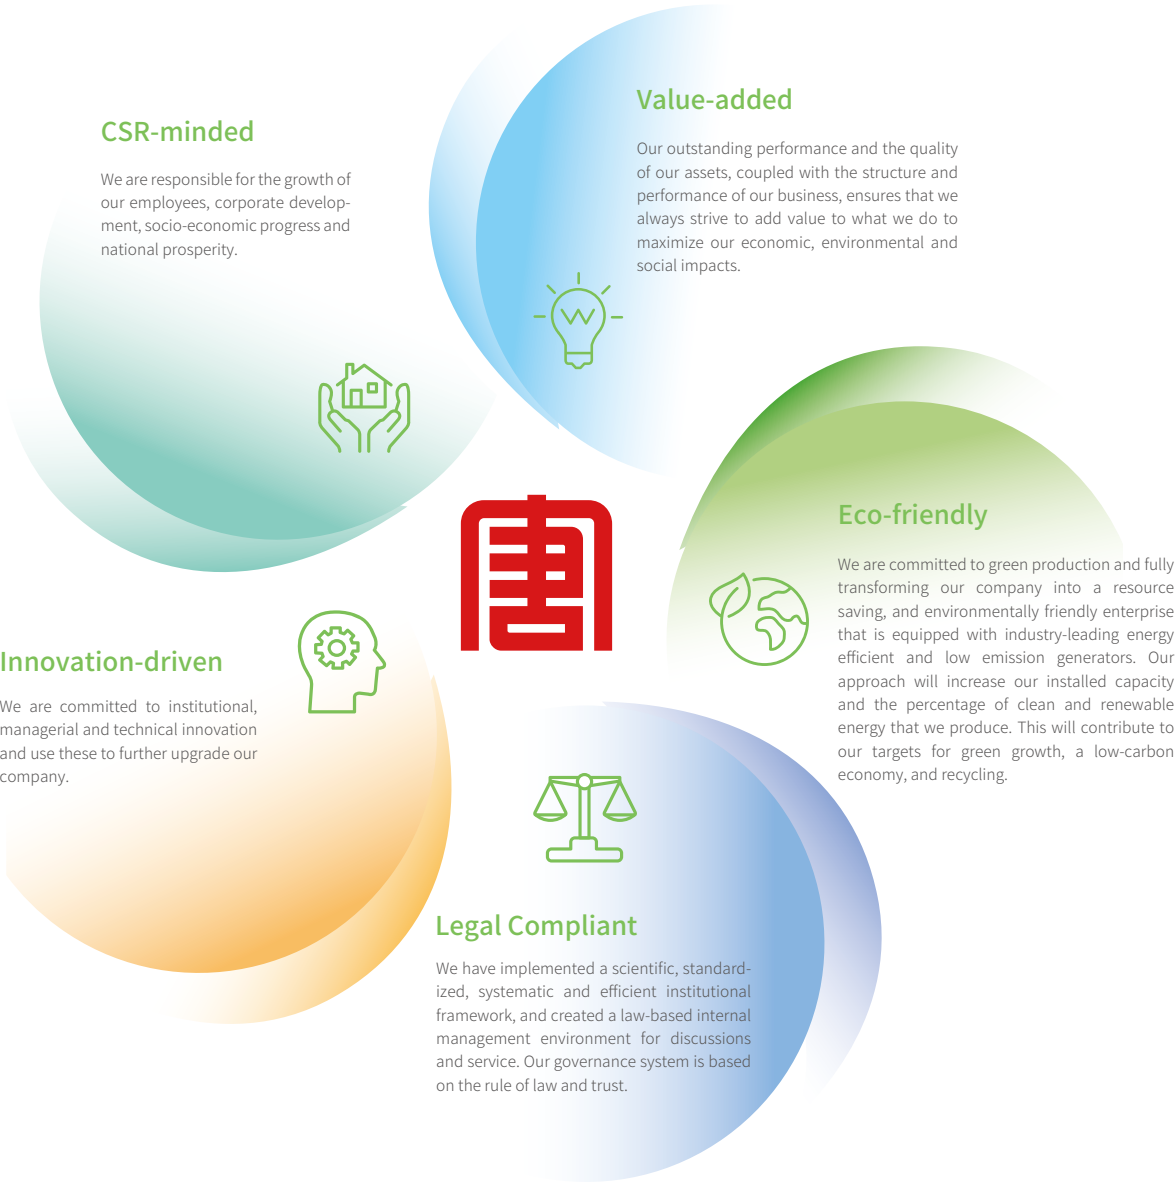 CSR-minded
We are responsible for the growth of
our employees, corporate develop-
ment, socio-economic progress and
national prosperity.
Value-added
Our outstanding performance and the quality
of our assets, coupled with the structure and
performance of our business, ensures that we
always strive to add value to what we do to
maximize our economic, environmental and
social impacts.
Eco-friendly
We are committed to green production and fully
transforming our company into a resource
saving, and environmentally friendly enterprise
that is equipped with industry-leading energy
efficient and low emission generators. Our
approach will increase our installed capacity
and the percentage of clean and renewable
energy that we produce. This will contribute to
our targets for green growth, a low-carbon
economy, and recycling.
唐
Innovation-driven
We are committed to institutional,
managerial and technical innovation
and use these to further upgrade our
company.
Legal Compliant
We have implemented a scientific, standard-
ized, systematic and efficient institutional
framework, and created a law-based internal
management environment for discussions
and service. Our governance system is based
on the rule of law and trust.